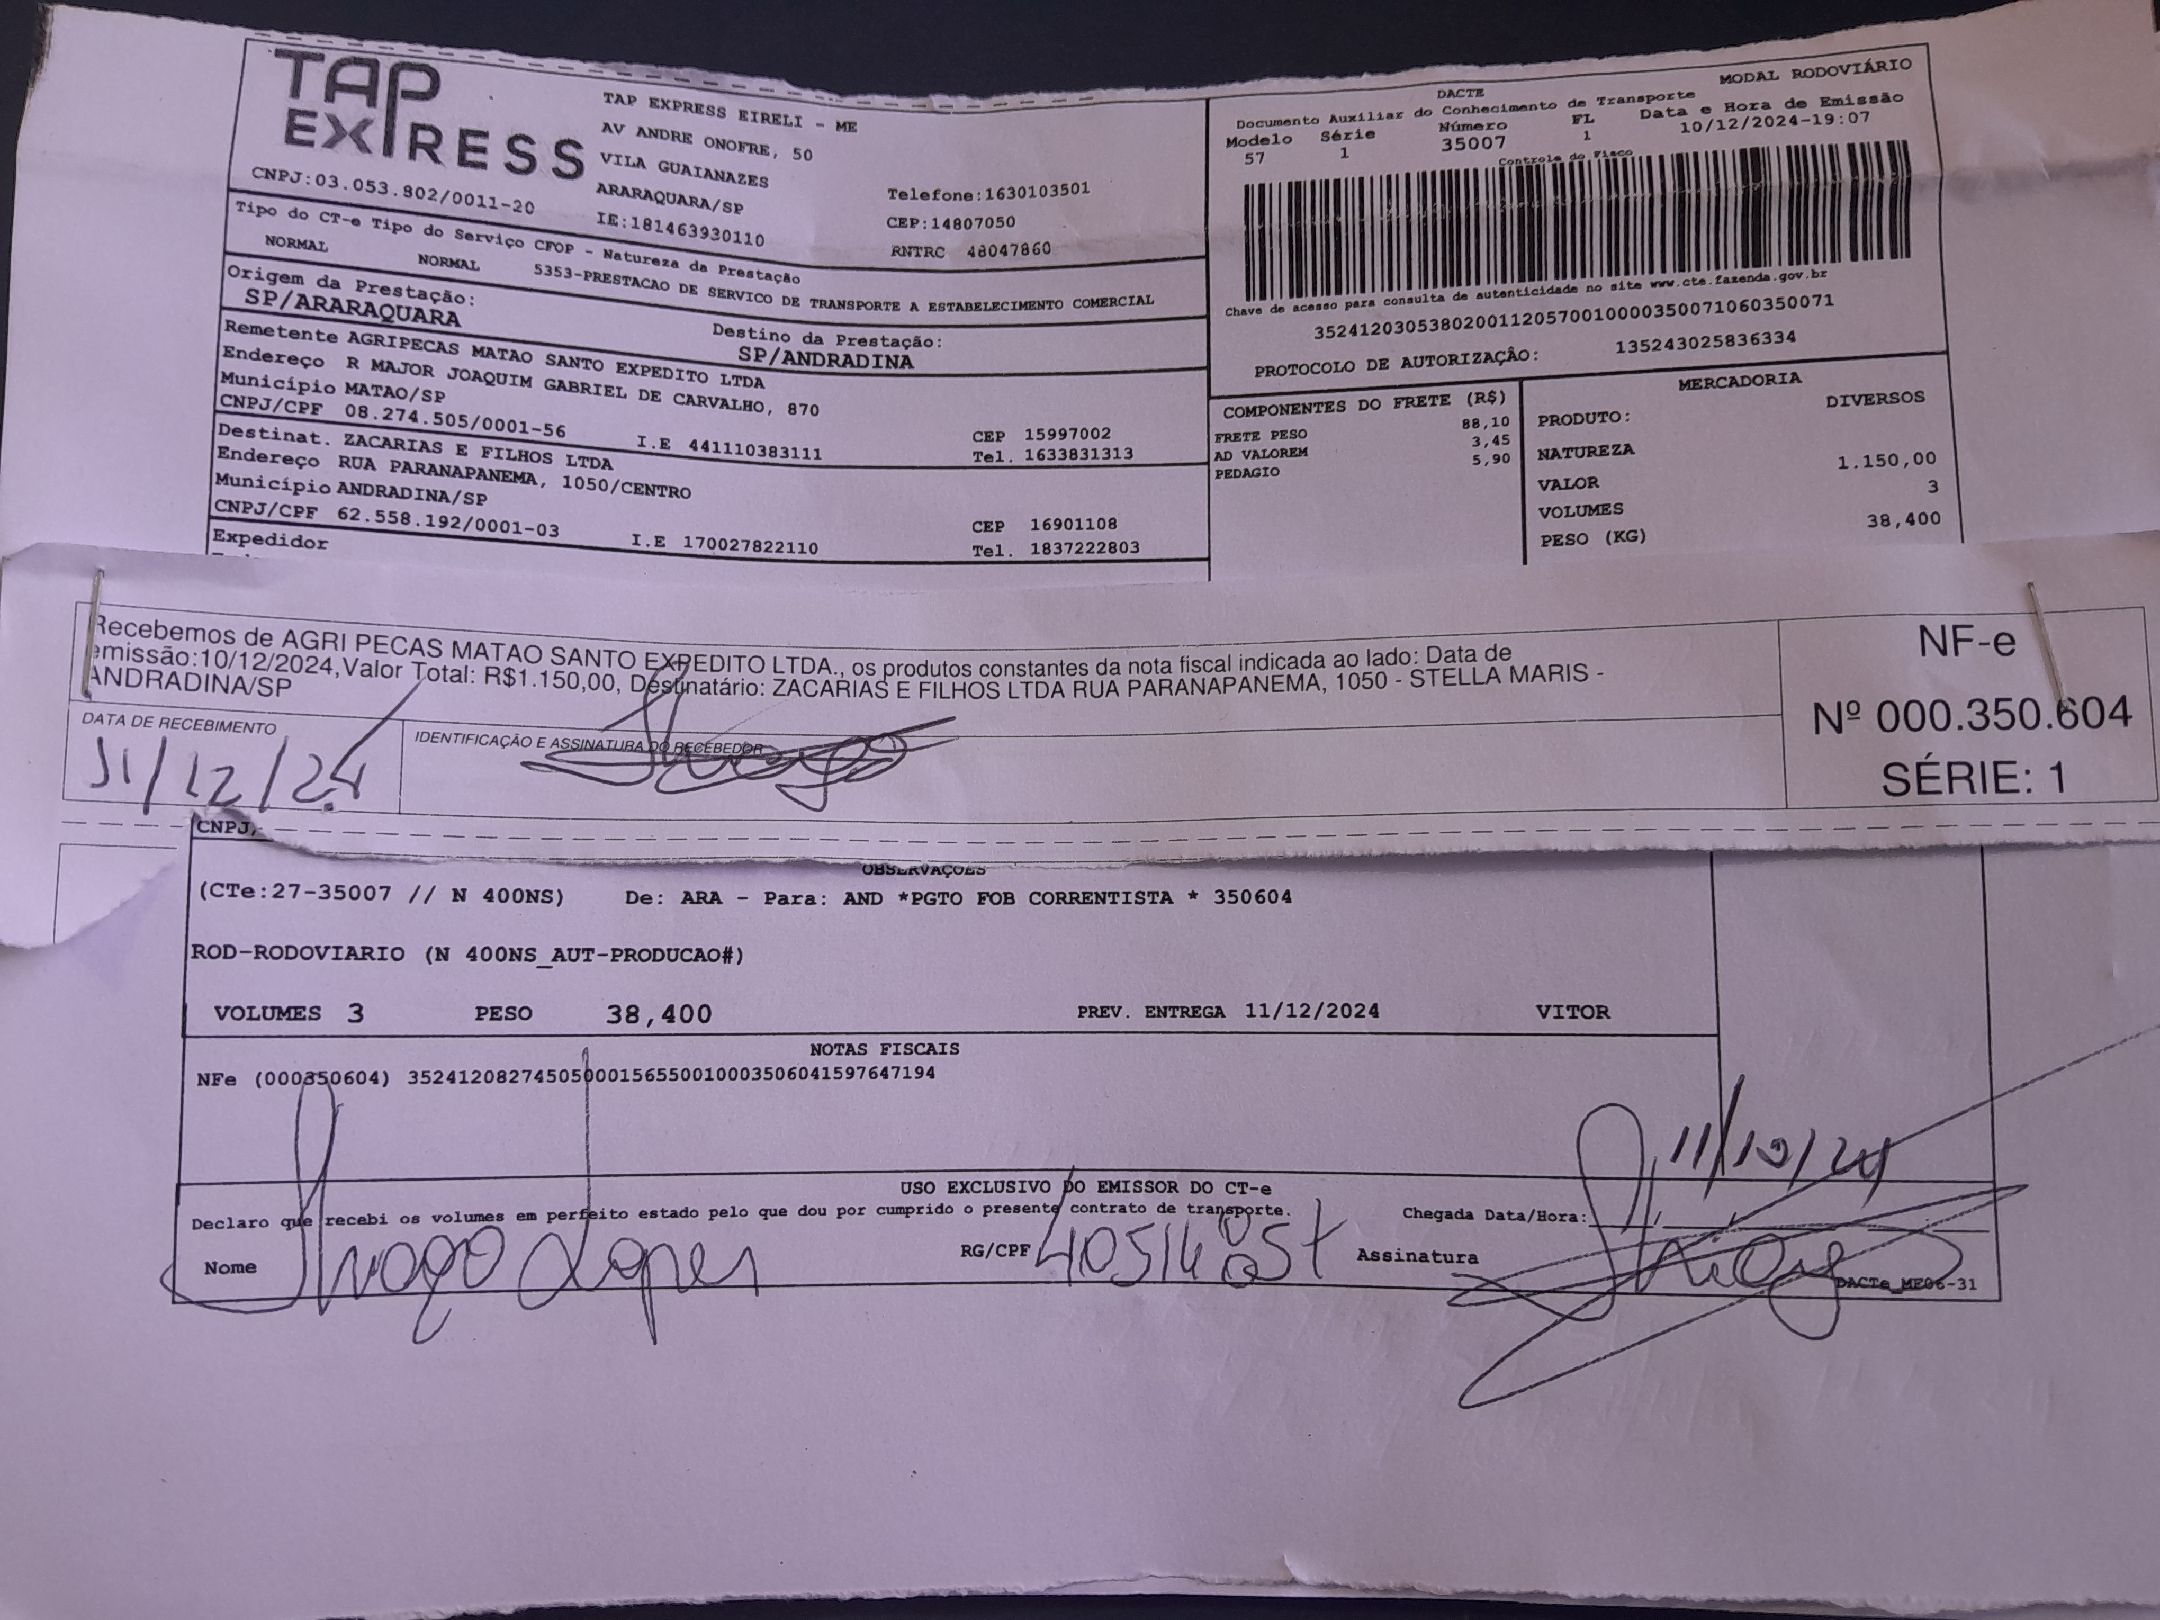 TAP EXPRESS
TAP EXPRESS EIRELI - ME
AV ANDRE ONOFRE, 50
VILA GUAIANAZES
ARARAQUARA/SP
IE:181463930110
Telefone:1630103501
CEP:14807050
RNTRC 48047860
CNPJ:03.053.802/0011-20
Tipo do CT-e Tipo do Serviço CFOP - Natureza da Prestação
NORMAL NORMAL 5353-PRESTACAO DE SERVICO DE TRANSPORTE A ESTABELECIMENTO COMERCIAL
Origem da Prestação:
SP/ARARAQUARA
Destino da Prestação:
SP/ANDRADINA
Remetente AGRIPECAS MATAO SANTO EXPEDITO LTDA
Endereço R MAJOR JOAQUIM GABRIEL DE CARVALHO, 870
Município MATAO/SP CEP 15997002
CNPJ/CPF 08.274.505/0001-56 I.E 441110383111 Tel. 1633831313
Destinat. ZACARIAS E FILHOS LTDA
Endereço RUA PARANAPANEMA, 1050/CENTRO
Município ANDRADINA/SP CEP 16901108
CNPJ/CPF 62.558.192/0001-03 I.E 170027822110 Tel. 1837222803
Expedidor
DACTE MODAL RODOVIÁRIO
Documento Auxiliar do Conhecimento de Transporte
Modelo Série Número FL Data e Hora de Emissão
57 1 35007 1 10/12/2024-19:07
Controle do Fisco
Chave de acesso para consulta de autenticidade no site www.cte.fazenda.gov.br
35241203053802001120570010000350071060350071
PROTOCOLO DE AUTORIZAÇÃO: 135243025836334
COMPONENTES DO FRETE (R$)
FRETE PESO 88,10
AD VALOREM 3,45
PEDAGIO 5,90
MERCADORIA
PRODUTO: DIVERSOS
NATUREZA
VALOR 1.150,00
VOLUMES 3
PESO (KG) 38,400
Recebemos de AGRI PECAS MATAO SANTO EXPEDITO LTDA., os produtos constantes da nota fiscal indicada ao lado: Data de
emissão:10/12/2024,Valor Total: R$1.150,00, Destinatário: ZACARIAS E FILHOS LTDA RUA PARANAPANEMA, 1050 - STELLA MARIS -
ANDRADINA/SP
DATA DE RECEBIMENTO
11/12/24
IDENTIFICAÇÃO E ASSINATURA DO RECEBEDOR
NF-e
Nº 000.350.604
SÉRIE: 1
CNPJ/
OBSERVAÇOES
(CTe:27-35007 // N 400NS) De: ARA - Para: AND *PGTO FOB CORRENTISTA * 350604
ROD-RODOVIARIO (N 400NS_AUT-PRODUCAO#)
VOLUMES 3 PESO 38,400 PREV. ENTREGA 11/12/2024 VITOR
NOTAS FISCAIS
NFe (000350604) 35241208274505000156550010003506041597647194
USO EXCLUSIVO DO EMISSOR DO CT-e
Declaro que recebi os volumes em perfeito estado pelo que dou por cumprido o presente contrato de transporte.
Chegada Data/Hora: 11/12/24
Nome Thiago Lopes
RG/CPF
Assinatura
DACTe_ME06-31